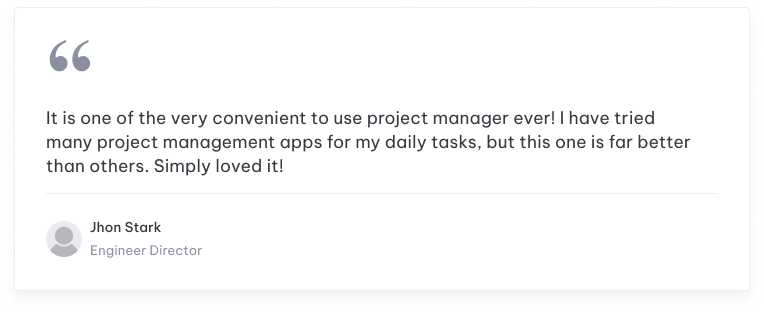 “
It is one of the very convenient to use project manager ever! I have tried
many project management apps for my daily tasks, but this one is far better
than others. Simply loved it!
Jhon Stark
Engineer Director